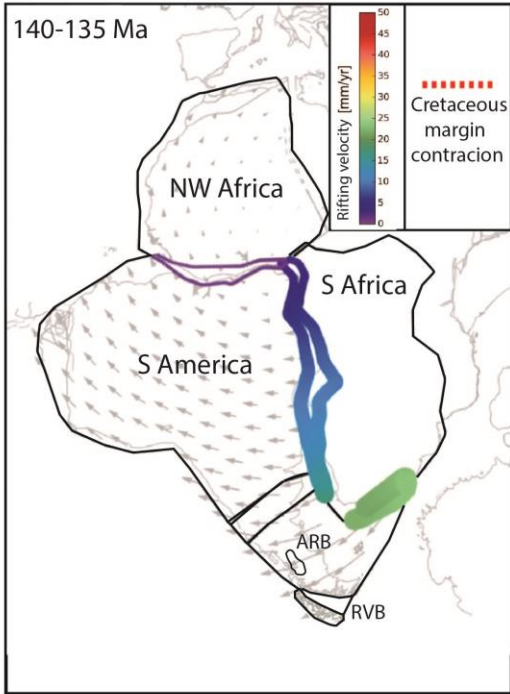 140-135 Ma
Rifting velocity [mm/yr]
50
45
40
35
30
25
20
15
10
5
0
Cretaceous
margin
contracion
NW Africa
S Africa
S America
ARB
RVB